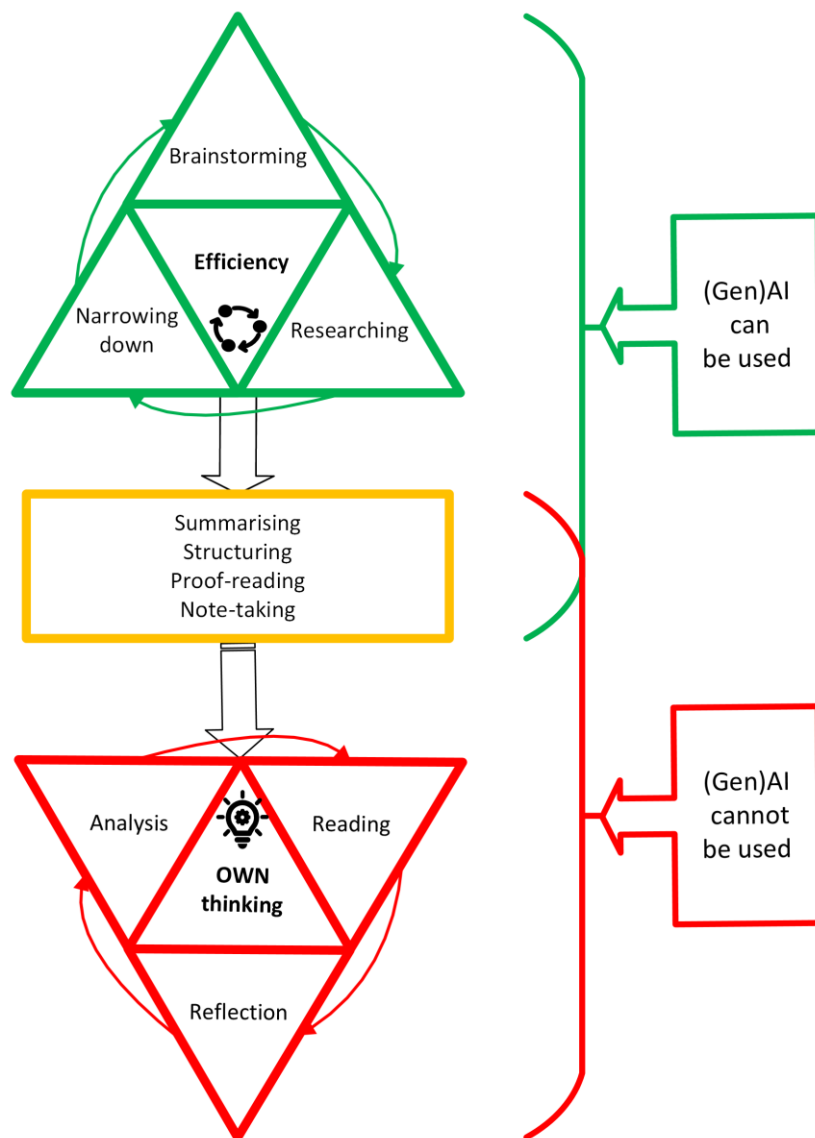 Brainstorming
Efficiency
Narrowing
down
Researching
(Gen)AI
can
be used
Summarising
Structuring
Proof-reading
Note-taking
Analysis
Reading
OWN
thinking
Reflection
(Gen)AI
cannot
be used